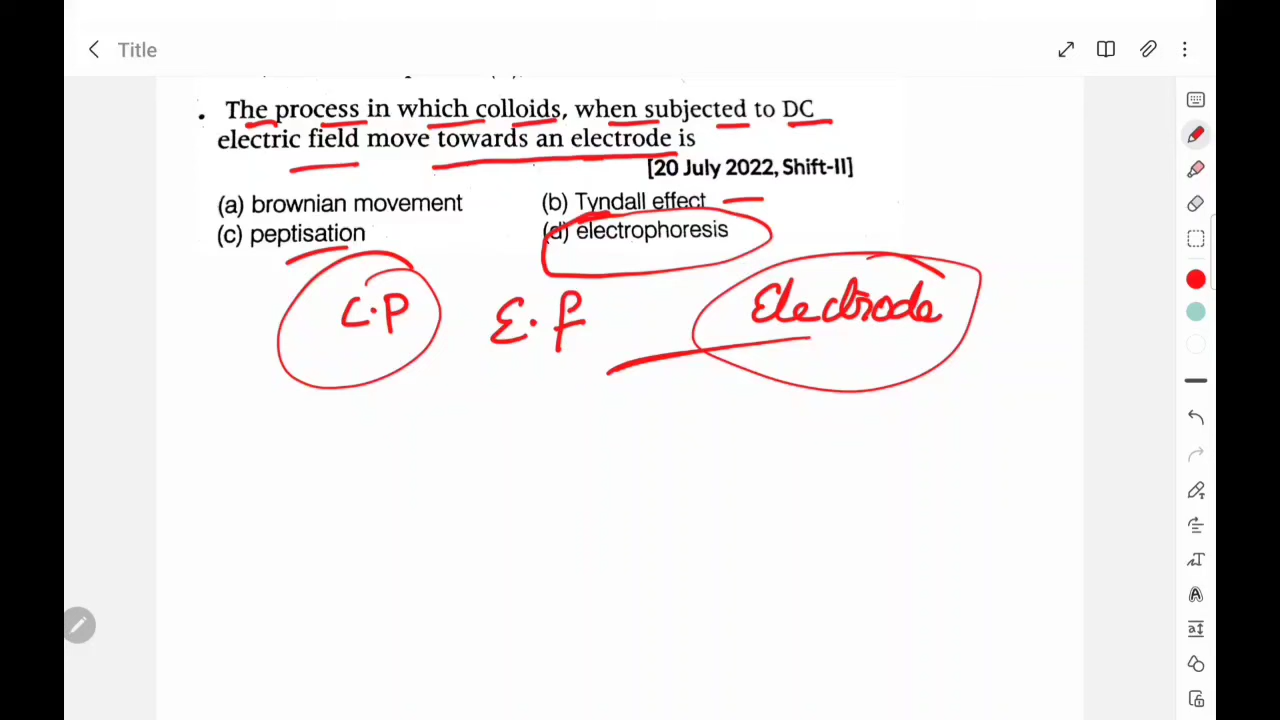 Title
The process in which colloids, when subjected to DC
electric field move towards an electrode is
[20 July 2022, Shift-II]
(a) brownian movement (b) Tyndall effect
(c) peptisation (d) electrophoresis
C.P E.f Electrode